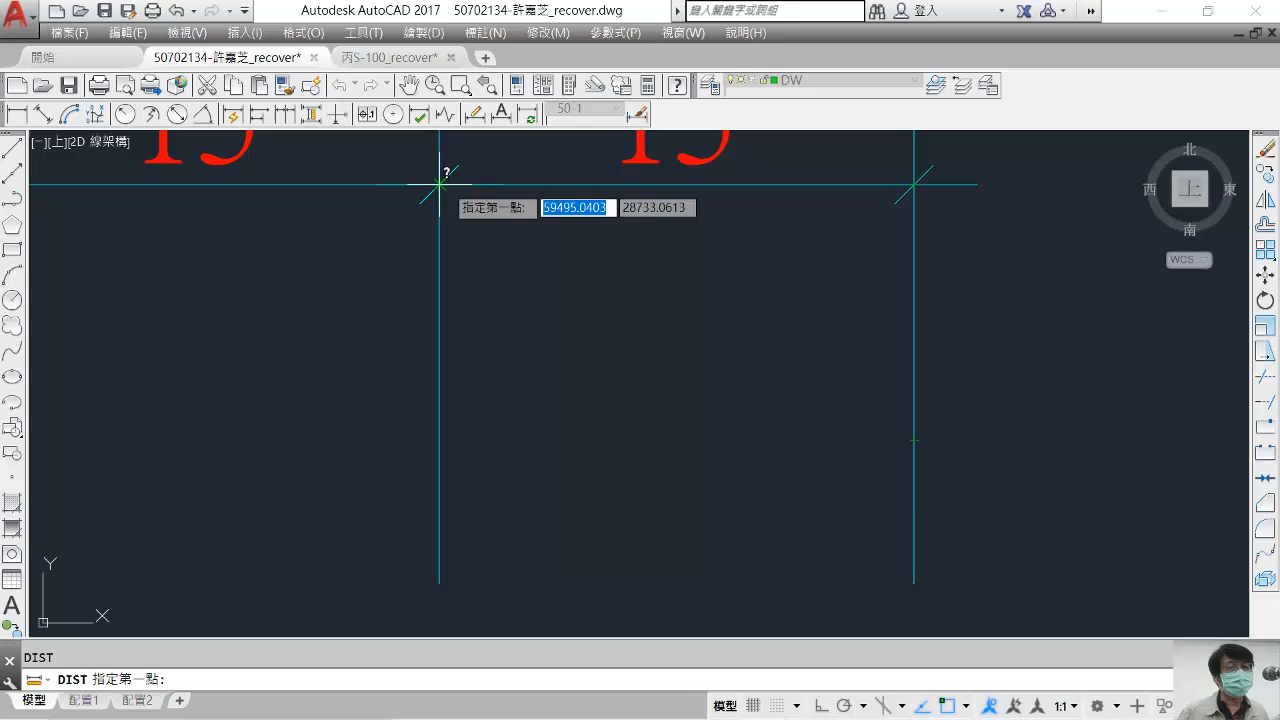 Autodesk AutoCAD 2017 50702134-許嘉芝_recover.dwg
鍵入關鍵字或詞組
登入
檔案(F) 編輯(E) 檢視(V) 插入(I) 格式(O) 工具(T) 繪製(D) 標註(N) 修改(M) 參數式(P) 視窗(W) 說明(H)
開始 50702134-許嘉芝_recover* 丙S-100_recover*
DW
50-1
[−][上][2D 線架構]
15 15
北
西 上 東
南
WCS
指定第一點: 59495.0403 28733.0613
Y
X
DIST
DIST 指定第一點:
模型 配置1 配置2
模型 1:1